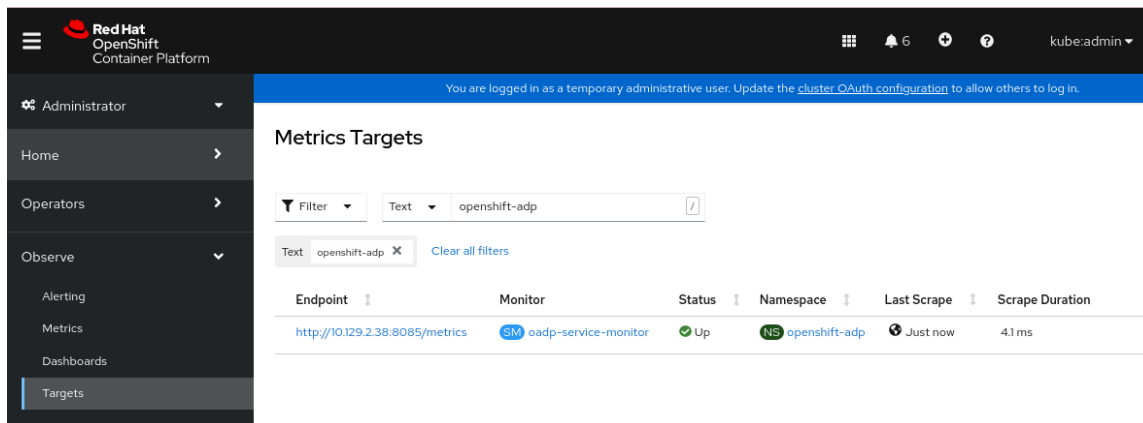 Red Hat
OpenShift
Container Platform
6
kube:admin
You are logged in as a temporary administrative user. Update the cluster OAuth configuration to allow others to log in.
Administrator
Home
Operators
Observe
Alerting
Metrics
Dashboards
Targets
Metrics Targets
Filter Text openshift-adp /
Text openshift-adp Clear all filters
Endpoint Monitor Status Namespace Last Scrape Scrape Duration
http://10.129.2.38:8085/metrics SM oadp-service-monitor Up NS openshift-adp Just now 4.1 ms